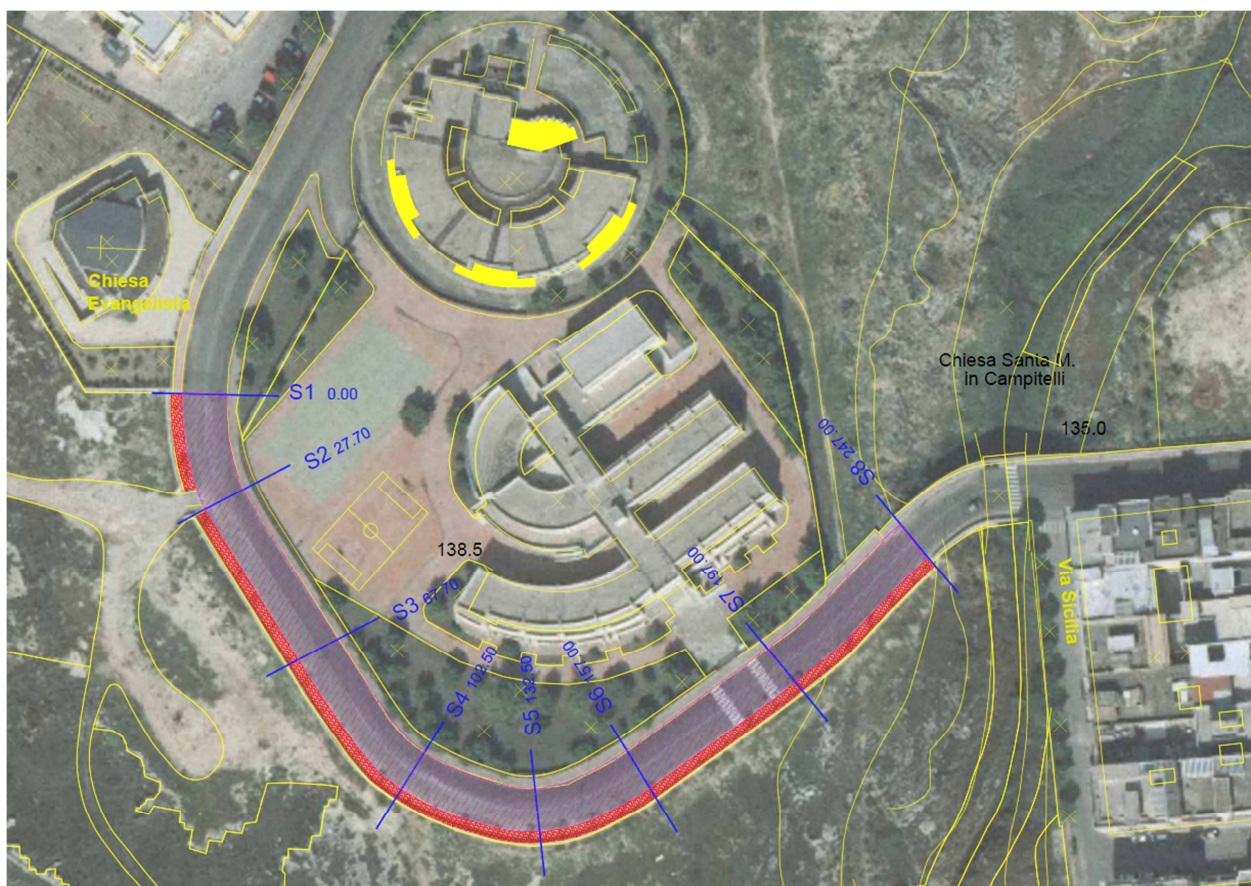 Chiesa
Evangelista
S1 0.00
S2 27.70
S3 67.70
138.5
S4 102.50
S5 132.50
S6 157.00
S7 197.00
S8 247.00
Chiesa Santa M.
in Campitelli
135.0
Via Sicilia